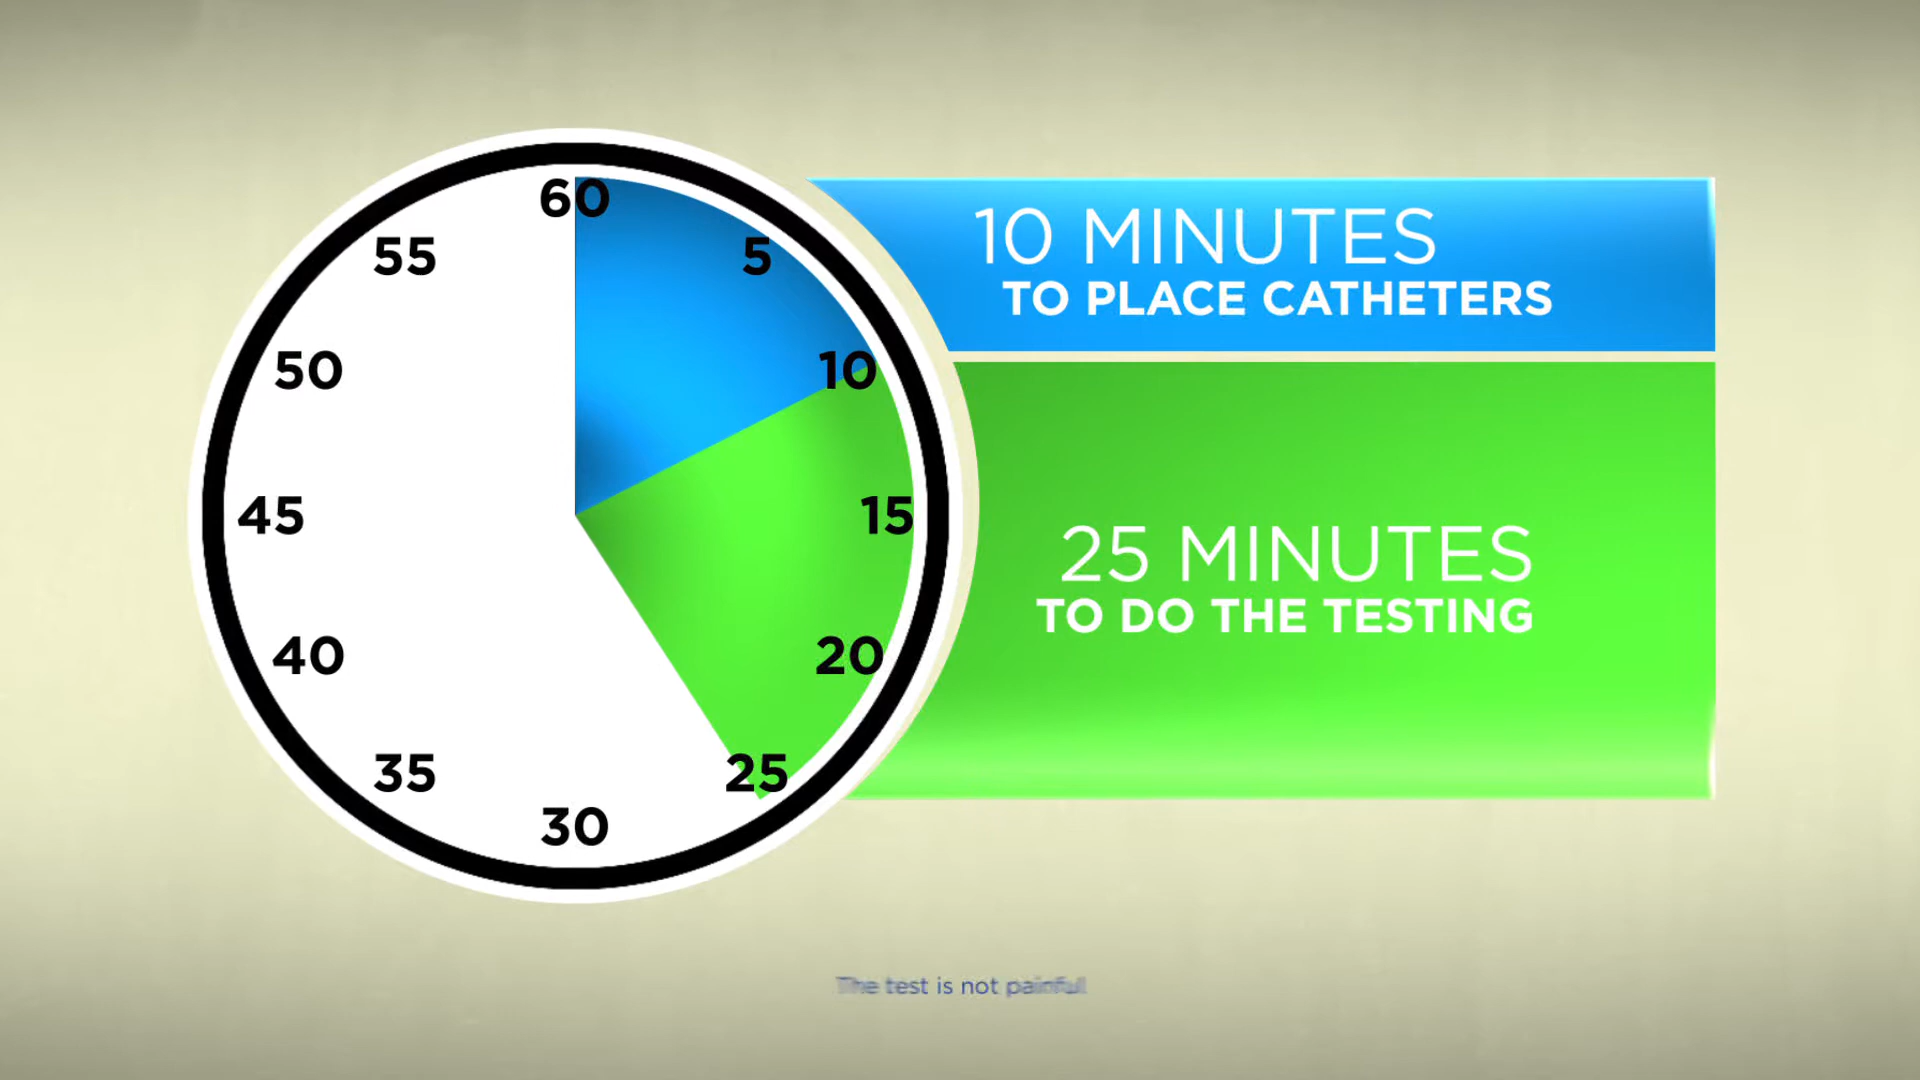 60
5
10
15
20
25
30
35
40
45
50
55
10 MINUTES
TO PLACE CATHETERS
25 MINUTES
TO DO THE TESTING
The test is not painful